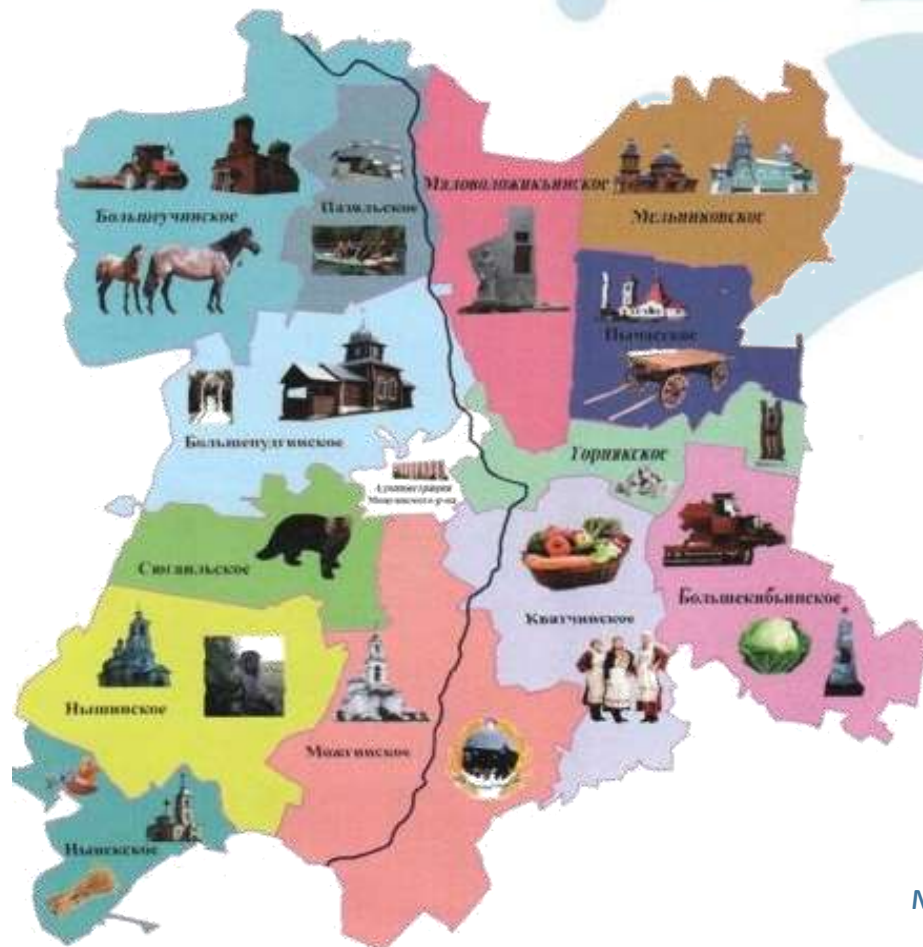 Большеучинское
Пазяльское
Маловоложикьинское
Мельниковское
Пычасское
Большепудгинское
Горнякское
Администрация
Можгинского р-на
Сюгаильское
Кватчинское
Большекибьинское
Нышинское
Можгинское
Нынекское